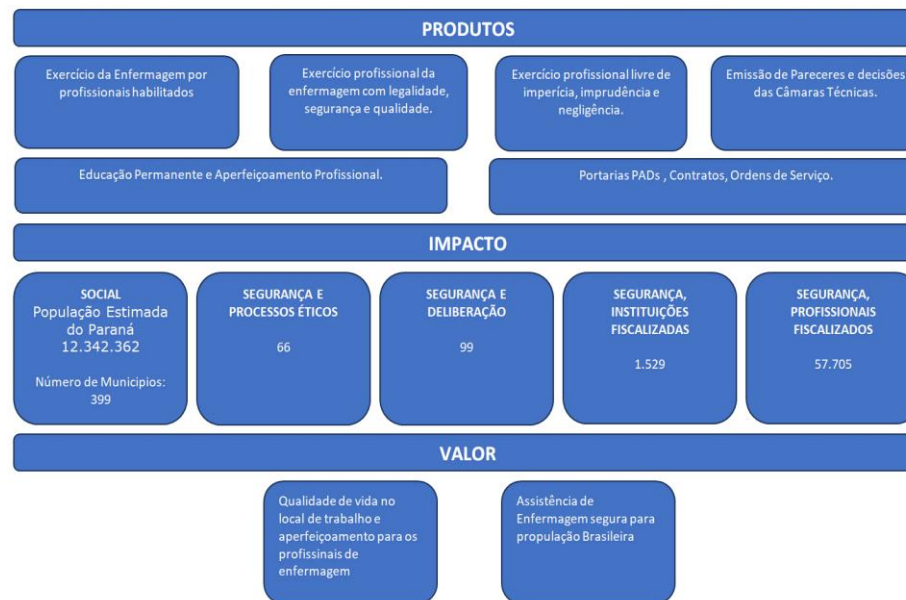 PRODUTOS
Exercício da Enfermagem por
profissionais habilitados
Exercício profissional da
enfermagem com legalidade,
segurança e qualidade.
Exercício profissional livre de
imperícia, imprudência e
negligência.
Emissão de Pareceres e decisões
das Câmaras Técnicas.
Educação Permanente e Aperfeiçoamento Profissional.
Portarias PADs , Contratos, Ordens de Serviço.
IMPACTO
SOCIAL
População Estimada
do Paraná
12.342.362
Número de Municipios:
399
SEGURANÇA E
PROCESSOS ÉTICOS
66
SEGURANÇA E
DELIBERAÇÃO
99
SEGURANÇA,
INSTITUIÇÕES
FISCALIZADAS
1.529
SEGURANÇA,
PROFISSIONAIS
FISCALIZADOS
57.705
VALOR
Qualidade de vida no
local de trabalho e
aperfeiçoamento para os
profissinais de
enfermagem
Assistência de
Enfermagem segura para
propulação Brasileira